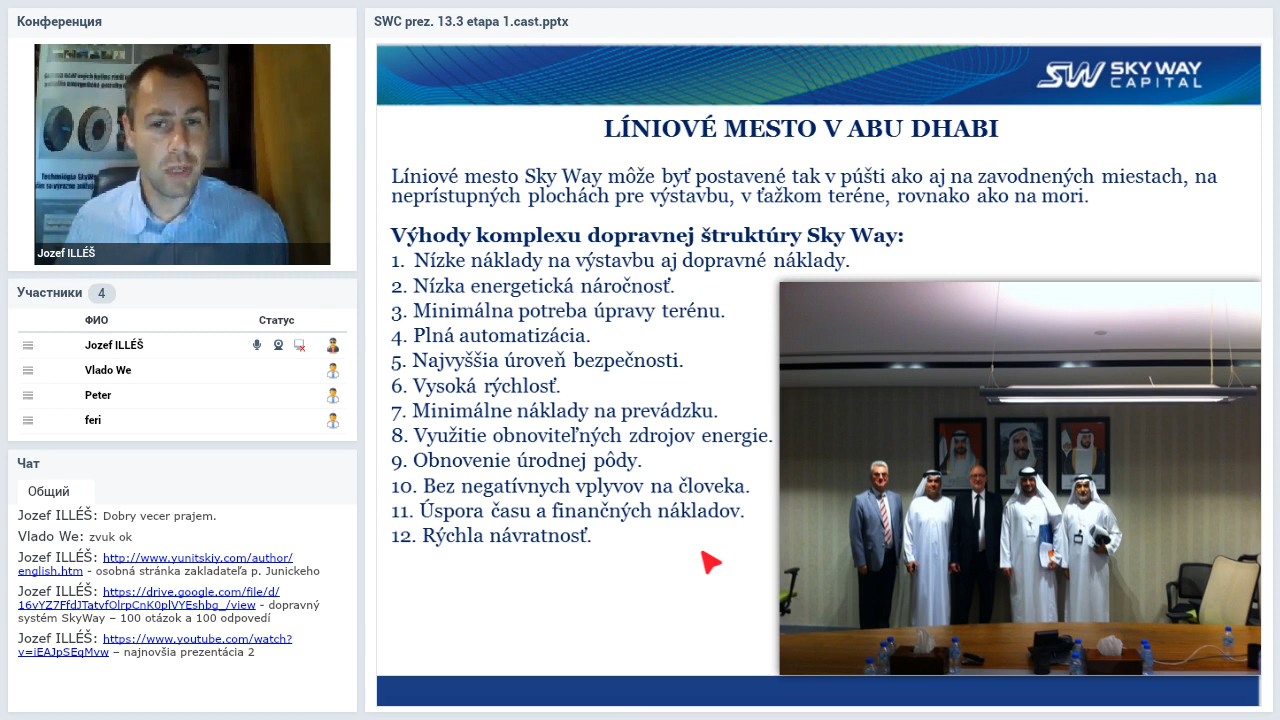 Конференция
Jozef ILLÉŠ
Участники 4
ФИО Статус
Jozef ILLÉŠ
Vlado We
Peter
feri
Чат
Общий
Jozef ILLÉŠ: Dobry vecer prajem.
Vlado We: zvuk ok
Jozef ILLÉŠ: http://www.yunitskiy.com/author/
english.htm - osobná stránka zakladateľa p. Junickeho
Jozef ILLÉŠ: https://drive.google.com/file/d/
16vYZ7FfdJTatvfOlrpCnK0plVYEshbg_/view - dopravný
systém SkyWay – 100 otázok a 100 odpovedí
Jozef ILLÉŠ: https://www.youtube.com/watch?
v=iEAJpSEqMvw – najnovšia prezentácia 2
SWC prez. 13.3 etapa 1.cast.pptx
SW SKY WAY
CAPITAL
LÍNIOVÉ MESTO V ABU DHABI
Líniové mesto Sky Way môže byť postavené tak v púšti ako aj na zavodnených miestach, na
neprístupných plochách pre výstavbu, v ťažkom teréne, rovnako ako na mori.
Výhody komplexu dopravnej štruktúry Sky Way:
1. Nízke náklady na výstavbu aj dopravné náklady.
2. Nízka energetická náročnosť.
3. Minimálna potreba úpravy terénu.
4. Plná automatizácia.
5. Najvyššia úroveň bezpečnosti.
6. Vysoká rýchlosť.
7. Minimálne náklady na prevádzku.
8. Využitie obnoviteľných zdrojov energie.
9. Obnovenie úrodnej pôdy.
10. Bez negatívnych vplyvov na človeka.
11. Úspora času a finančných nákladov.
12. Rýchla návratnosť.